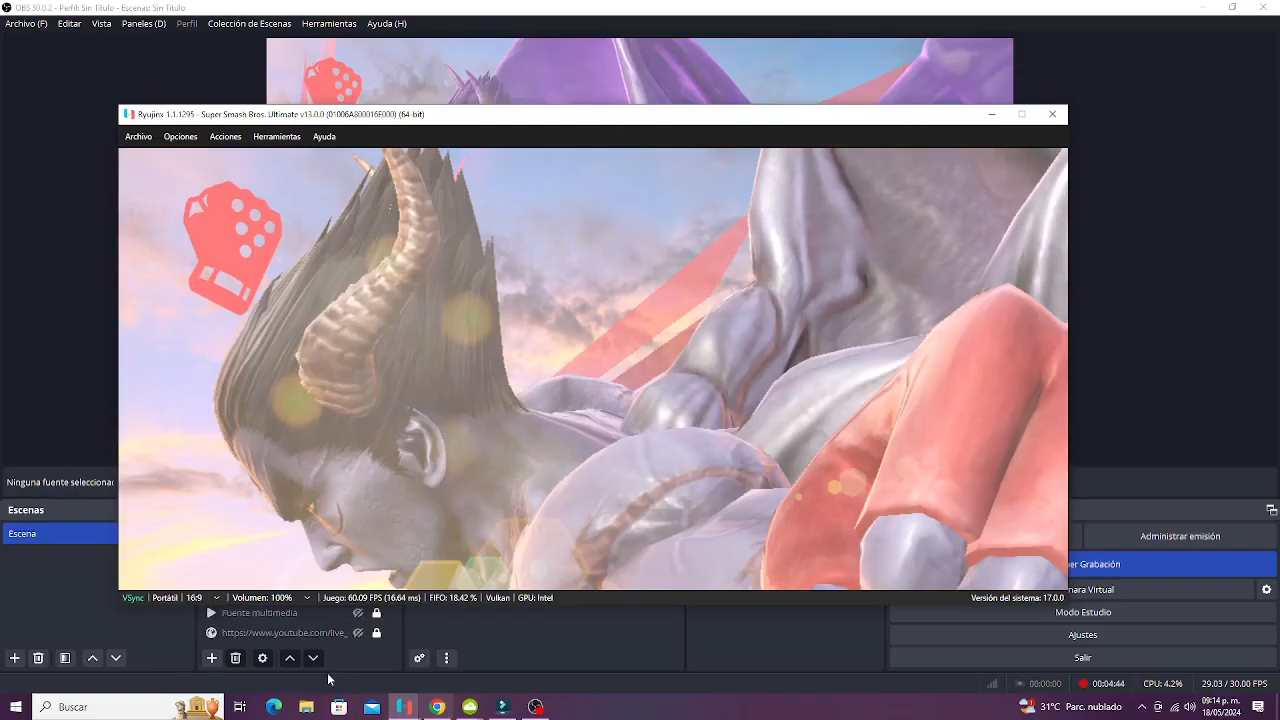 OBS 30.0.2 - Perfil: Sin Título - Escenas: Sin Título
Archivo (F) Editar Vista Paneles (D) Perfil Colección de Escenas Herramientas Ayuda (H)
Ryujinx 1.1.1295 - Super Smash Bros. Ultimate v13.0.0 (01006A800016E000) (64-bit)
Archivo Opciones Acciones Herramientas Ayuda
Ninguna fuente seleccionar
Escenas
Escena
Administrar emisión
er Grabación
mara Virtual
VSync Portátil 16:9 Volumen: 100% Juego: 60.09 FPS (16.64 ms) FIFO: 18.42 % Vulkan GPU: Intel Versión del sistema: 17.0.0
Fuente multimedia
Modo Estudio
https://www.youtube.com/live_
Ajustes
Salir
00:00:00 00:04:44 CPU: 4.2% 29.03 / 30.00 FPS
Buscar
31°C Parc. nublado
09:14 p. m.
18/05/2024